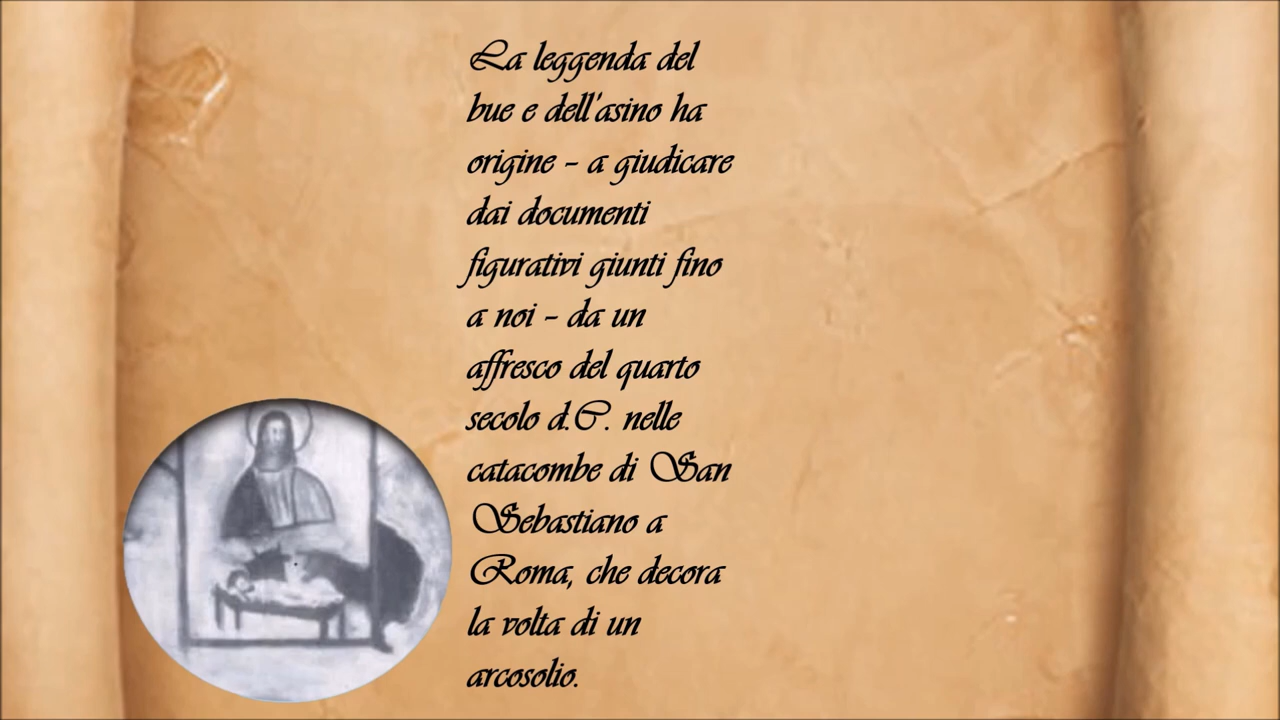 La leggenda del
bue e dell'asino ha
origine - a giudicare
dai documenti
figurativi giunti fino
a noi - da un
affresco del quarto
secolo d.C. nelle
catacombe di San
Sebastiano a
Roma, che decora
la volta di un
arcosolio.